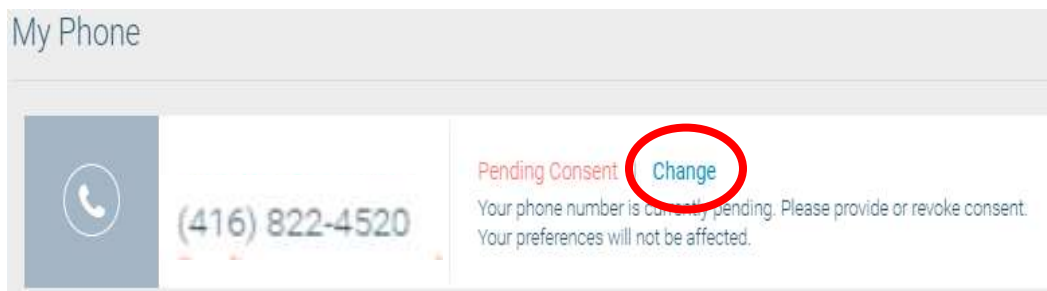 My Phone
Pending Consent | Change
(416) 822-4520
Your phone number is currently pending. Please provide or revoke consent.
Your preferences will not be affected.